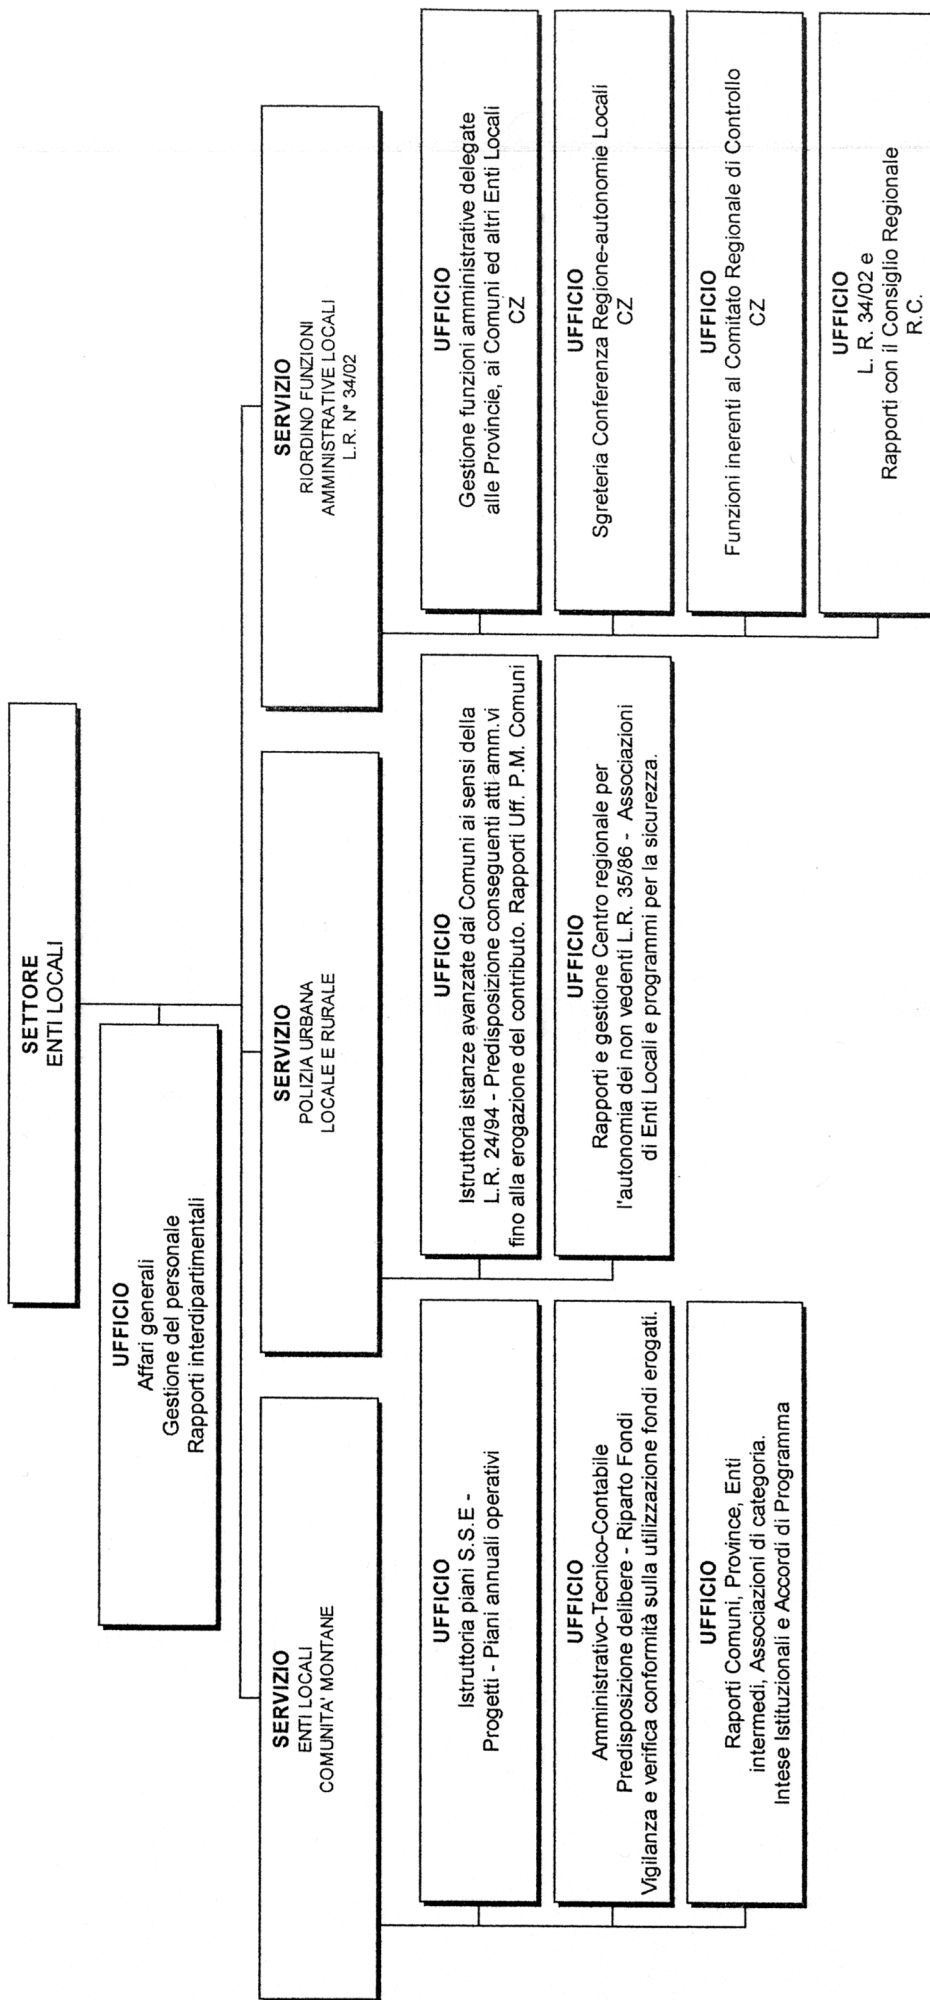 SETTORE
ENTI LOCALI
UFFICIO
Affari generali
Gestione del personale
Rapporti interdipartimentali
SERVIZIO
ENTI LOCALI
COMUNITA' MONTANE
UFFICIO
Istruttoria piani S.S.E -
Progetti - Piani annuali operativi
UFFICIO
Amministrativo-Tecnico-Contabile
Predisposizione delibere - Riparto Fondi
Vigilanza e verifica conformità sulla utilizzazione fondi erogati.
UFFICIO
Raporti Comuni, Province, Enti
intermedi, Associazioni di categoria.
Intese Istituzionali e Accordi di Programma
SERVIZIO
POLIZIA URBANA
LOCALE E RURALE
UFFICIO
Istruttoria istanze avanzate dai Comuni ai sensi della
L.R. 24/94 - Predisposizione conseguenti atti amm.vi
fino alla erogazione del contributo. Rapporti Uff. P.M. Comuni
UFFICIO
Rapporti e gestione Centro regionale per
l'autonomia dei non vedenti L.R. 35/86 - Associazioni
di Enti Locali e programmi per la sicurezza.
SERVIZIO
RIORDINO FUNZIONI
AMMINISTRATIVE LOCALI
L.R. N° 34/02
UFFICIO
Gestione funzioni amministrative delegate
alle Provincie, ai Comuni ed altri Enti Locali
CZ
UFFICIO
Sgreteria Conferenza Regione-autonomie Locali
CZ
UFFICIO
Funzioni inerenti al Comitato Regionale di Controllo
CZ
UFFICIO
L. R. 34/02 e
Rapporti con il Consiglio Regionale
R.C.